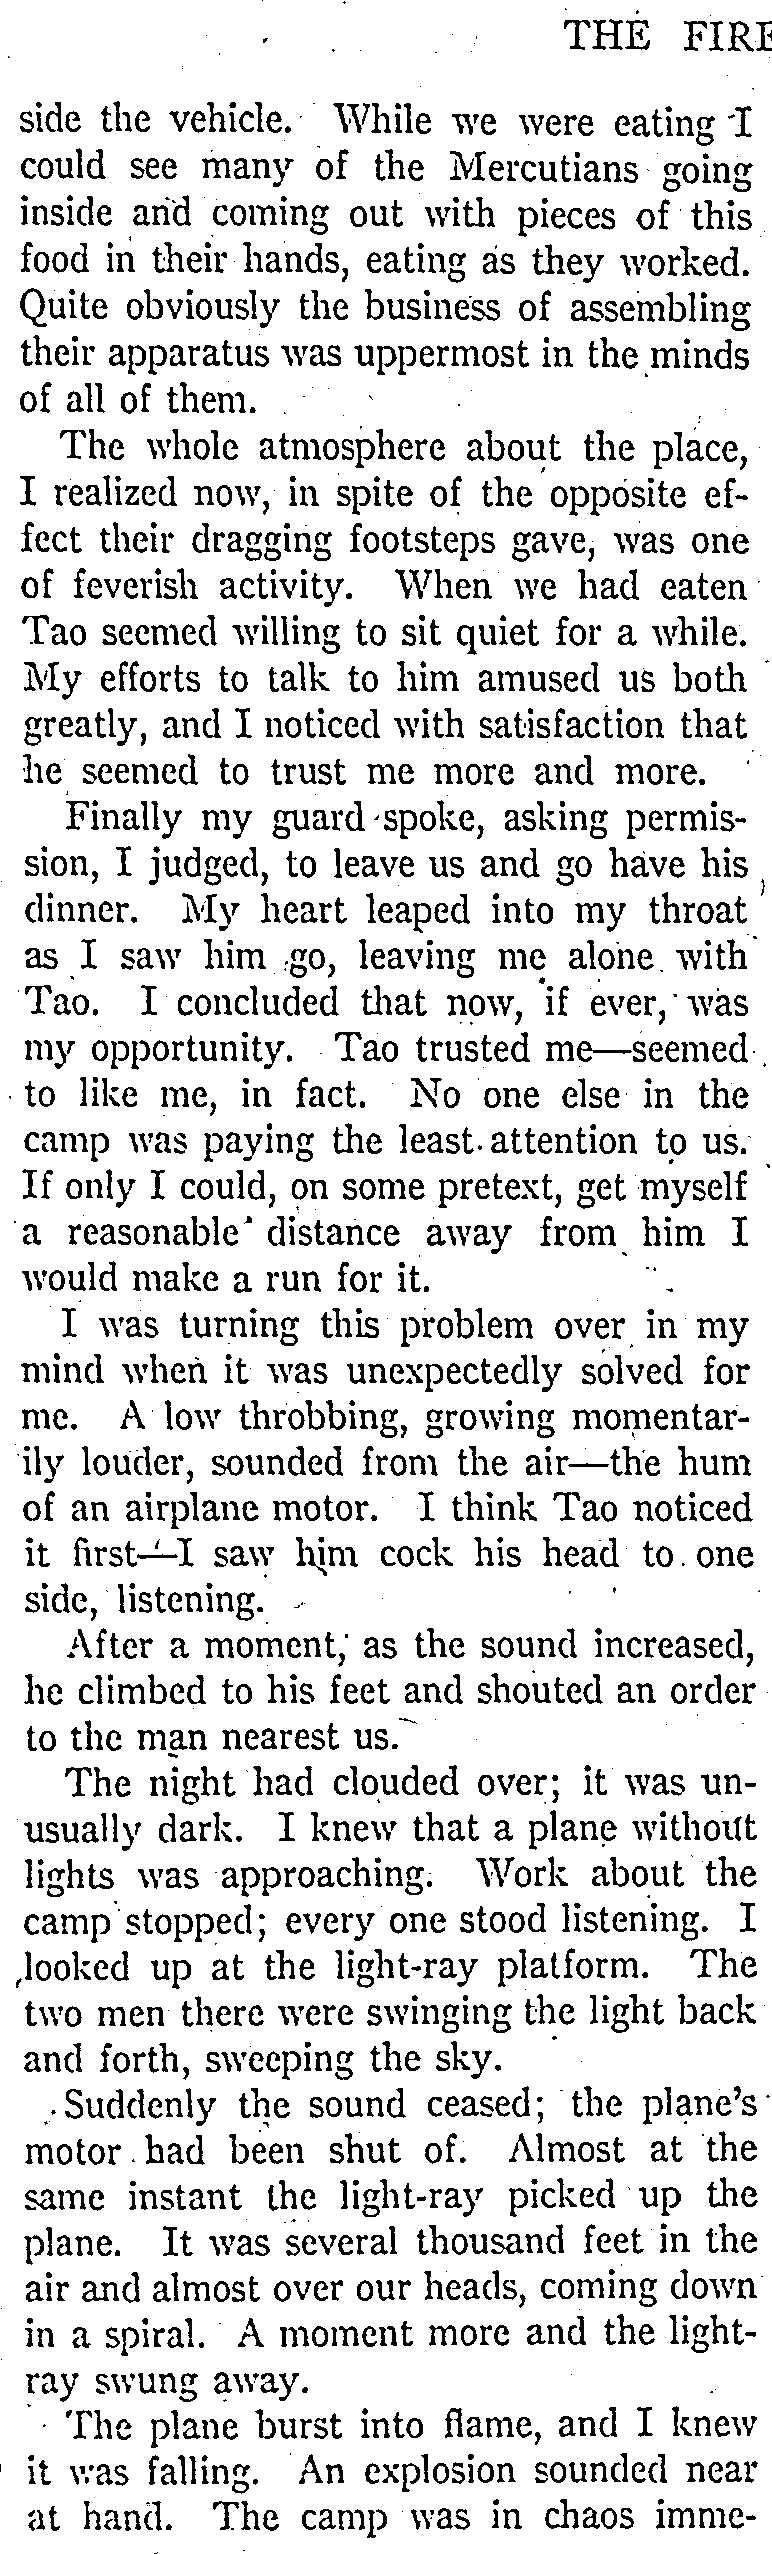 THE FIRE
side the vehicle. While we were eating I
could see many of the Mercutians going
inside and coming out with pieces of this
food in their hands, eating as they worked.
Quite obviously the business of assembling
their apparatus was uppermost in the minds
of all of them.
The whole atmosphere about the place,
I realized now, in spite of the opposite ef-
fect their dragging footsteps gave, was one
of feverish activity. When we had eaten
Tao seemed willing to sit quiet for a while.
My efforts to talk to him amused us both
greatly, and I noticed with satisfaction that
he seemed to trust me more and more.
Finally my guard spoke, asking permis-
sion, I judged, to leave us and go have his
dinner. My heart leaped into my throat
as I saw him go, leaving me alone with
Tao. I concluded that now, if ever, was
my opportunity. Tao trusted me—seemed
to like me, in fact. No one else in the
camp was paying the least attention to us.
If only I could, on some pretext, get myself
a reasonable distance away from him I
would make a run for it.
I was turning this problem over in my
mind when it was unexpectedly solved for
me. A low throbbing, growing momentar-
ily louder, sounded from the air—the hum
of an airplane motor. I think Tao noticed
it first—I saw him cock his head to one
side, listening.
After a moment, as the sound increased,
he climbed to his feet and shouted an order
to the man nearest us.
The night had clouded over; it was un-
usually dark. I knew that a plane without
lights was approaching. Work about the
camp stopped; every one stood listening. I
looked up at the light-ray platform. The
two men there were swinging the light back
and forth, sweeping the sky.
Suddenly the sound ceased; the plane's
motor had been shut of. Almost at the
same instant the light-ray picked up the
plane. It was several thousand feet in the
air and almost over our heads, coming down
in a spiral. A moment more and the light-
ray swung away.
The plane burst into flame, and I knew
it was falling. An explosion sounded near
at hand. The camp was in chaos imme-